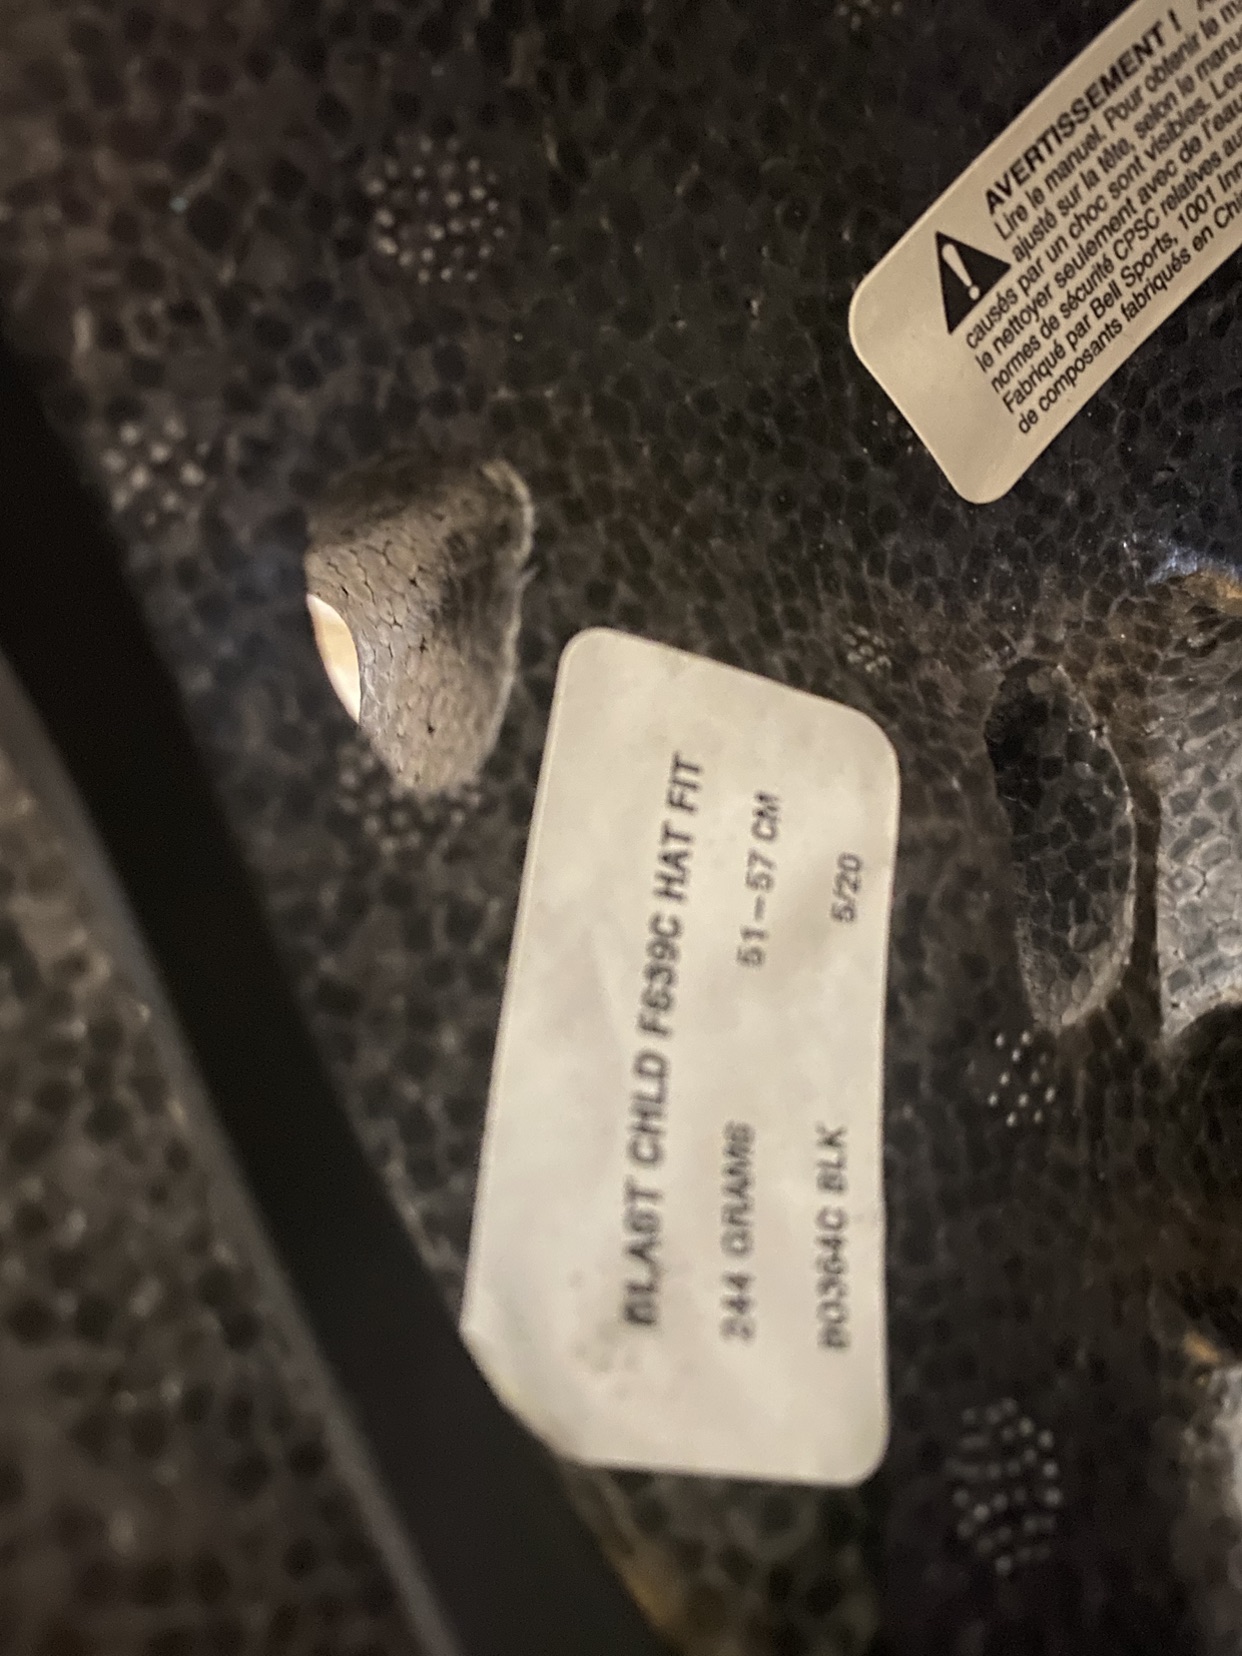 AVERTISSEMENT !
Lire le manuel. Pour obtenir le
ajusté sur la tête, selon le
causés par un choc sont visibles. Les
le nettoyer seulement avec de l'eau
normes de sécurité CPSC relatives
Fabriqué par Bell Sports, 1001
de composants fabriqués en
BLAST CHLD F639C HAT FIT
244 GRAMS 51-57 CM
BO364C BLK 5/20